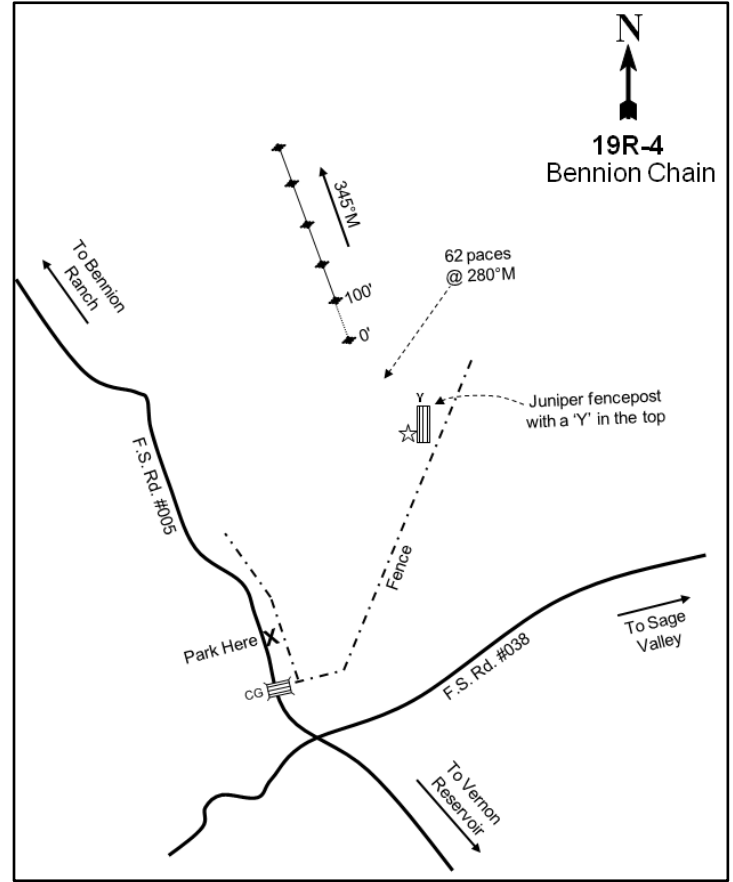 N
19R-4
Bennion Chain
345°M
To Bennion
Ranch
62 paces
@ 280°M
100'
0'
Y
Juniper fencepost
with a 'Y' in the top
F.S. Rd. #005
Fence
Park Here X
To Sage
Valley
CG
F.S. Rd. #038
To Vernon
Reservoir